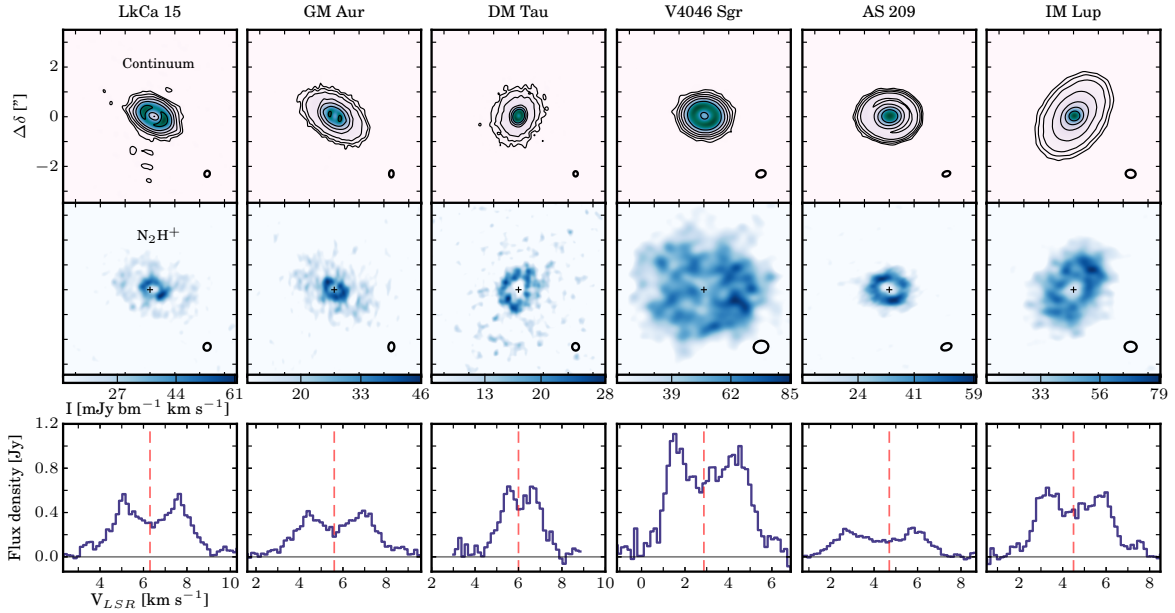 LkCa 15 GM Aur DM Tau V4046 Sgr AS 209 IM Lup
Continuum
2
0
−2
Δδ ["]
N₂H⁺
27 44 61 20 33 46 13 20 28 39 62 85 24 41 59 33 56 79
I [mJy bm⁻¹ km s⁻¹]
1.2
0.8
0.4
0.0
Flux density [Jy]
4 6 8 10 2 4 6 8 2 4 6 8 10 0 2 4 6 2 4 6 8 2 4 6 8
V_LSR [km s⁻¹]